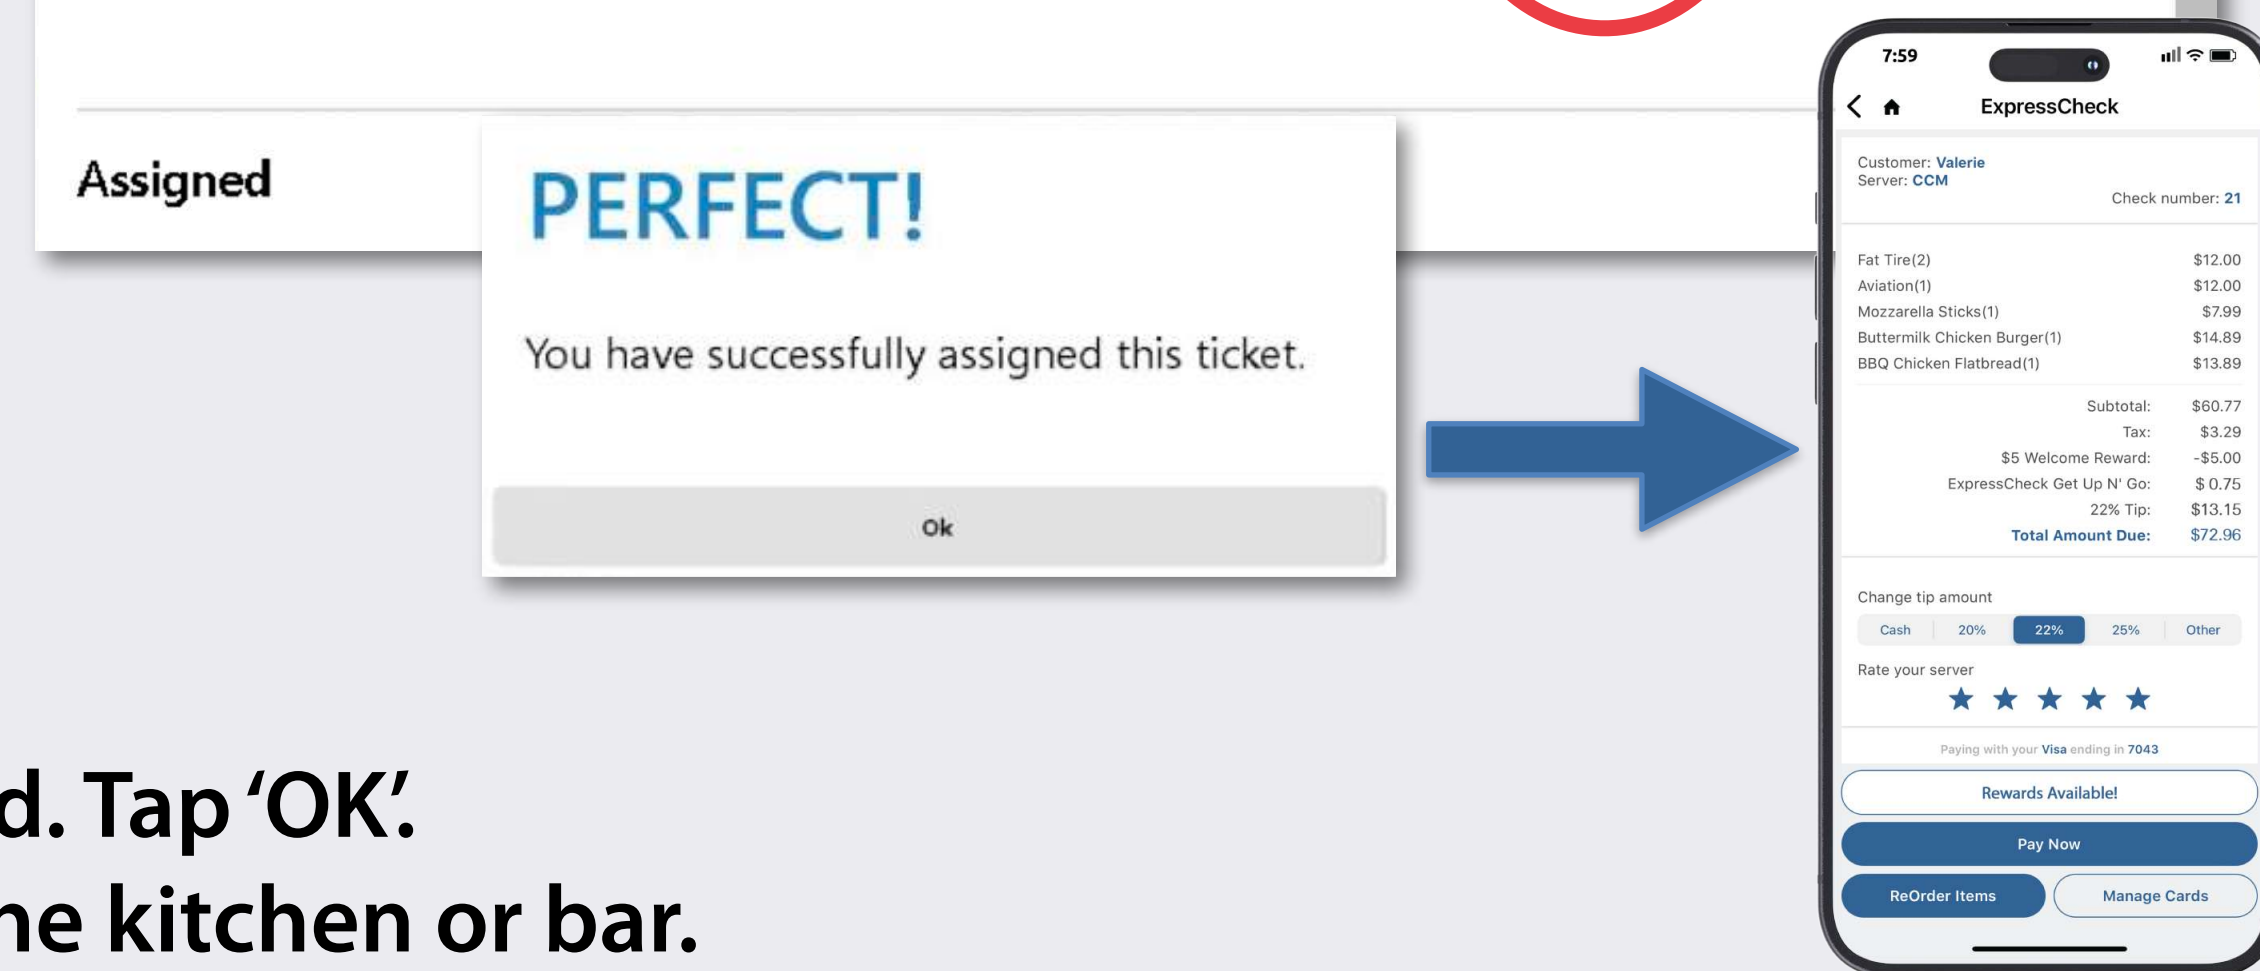 Assigned
PERFECT!
You have successfully assigned this ticket.
Ok
d. Tap ‘OK’.
ne kitchen or bar.
7:59
ExpressCheck
Customer: Valerie
Server: CCM
Check number: 21
Fat Tire(2) $12.00
Aviation(1) $12.00
Mozzarella Sticks(1) $7.99
Buttermilk Chicken Burger(1) $14.89
BBQ Chicken Flatbread(1) $13.89
Subtotal: $60.77
Tax: $3.29
$5 Welcome Reward: -$5.00
ExpressCheck Get Up N' Go: $ 0.75
22% Tip: $13.15
Total Amount Due: $72.96
Change tip amount
Cash 20% 22% 25% Other
Rate your server
Paying with your Visa ending in 7043
Rewards Available!
Pay Now
ReOrder Items Manage Cards